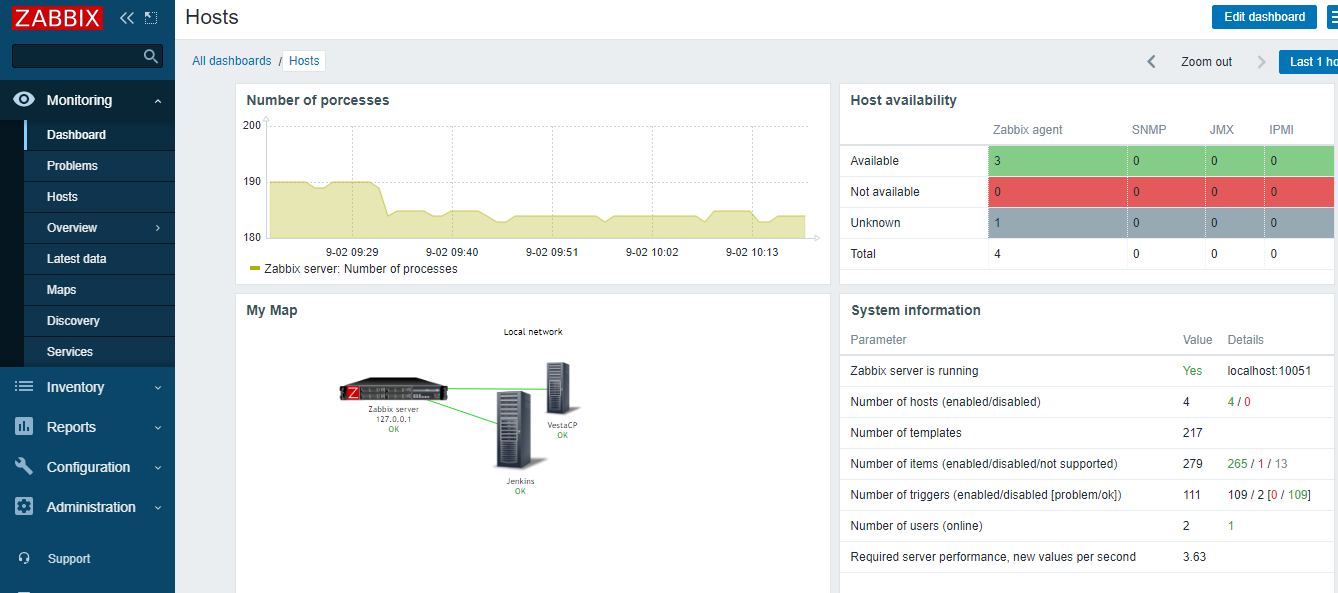 ZABBIX
Monitoring
Dashboard
Problems
Hosts
Overview
Latest data
Maps
Discovery
Services
Inventory
Reports
Configuration
Administration
Support
Hosts
Edit dashboard
All dashboards / Hosts
Zoom out
Last 1 ho
Number of porcesses
200
190
180
9-02 09:29 9-02 09:40 9-02 09:51 9-02 10:02 9-02 10:13
Zabbix server: Number of processes
Host availability
Zabbix agent SNMP JMX IPMI
Available 3 0 0 0
Not available 0 0 0 0
Unknown 1 0 0 0
Total 4 0 0 0
My Map
Local network
Z
Zabbix server
127.0.0.1
OK
VestaCP
OK
Jenkins
OK
System information
Parameter Value Details
Zabbix server is running Yes localhost:10051
Number of hosts (enabled/disabled) 4 4 / 0
Number of templates 217
Number of items (enabled/disabled/not supported) 279 265 / 1 / 13
Number of triggers (enabled/disabled [problem/ok]) 111 109 / 2 [0 / 109]
Number of users (online) 2 1
Required server performance, new values per second 3.63